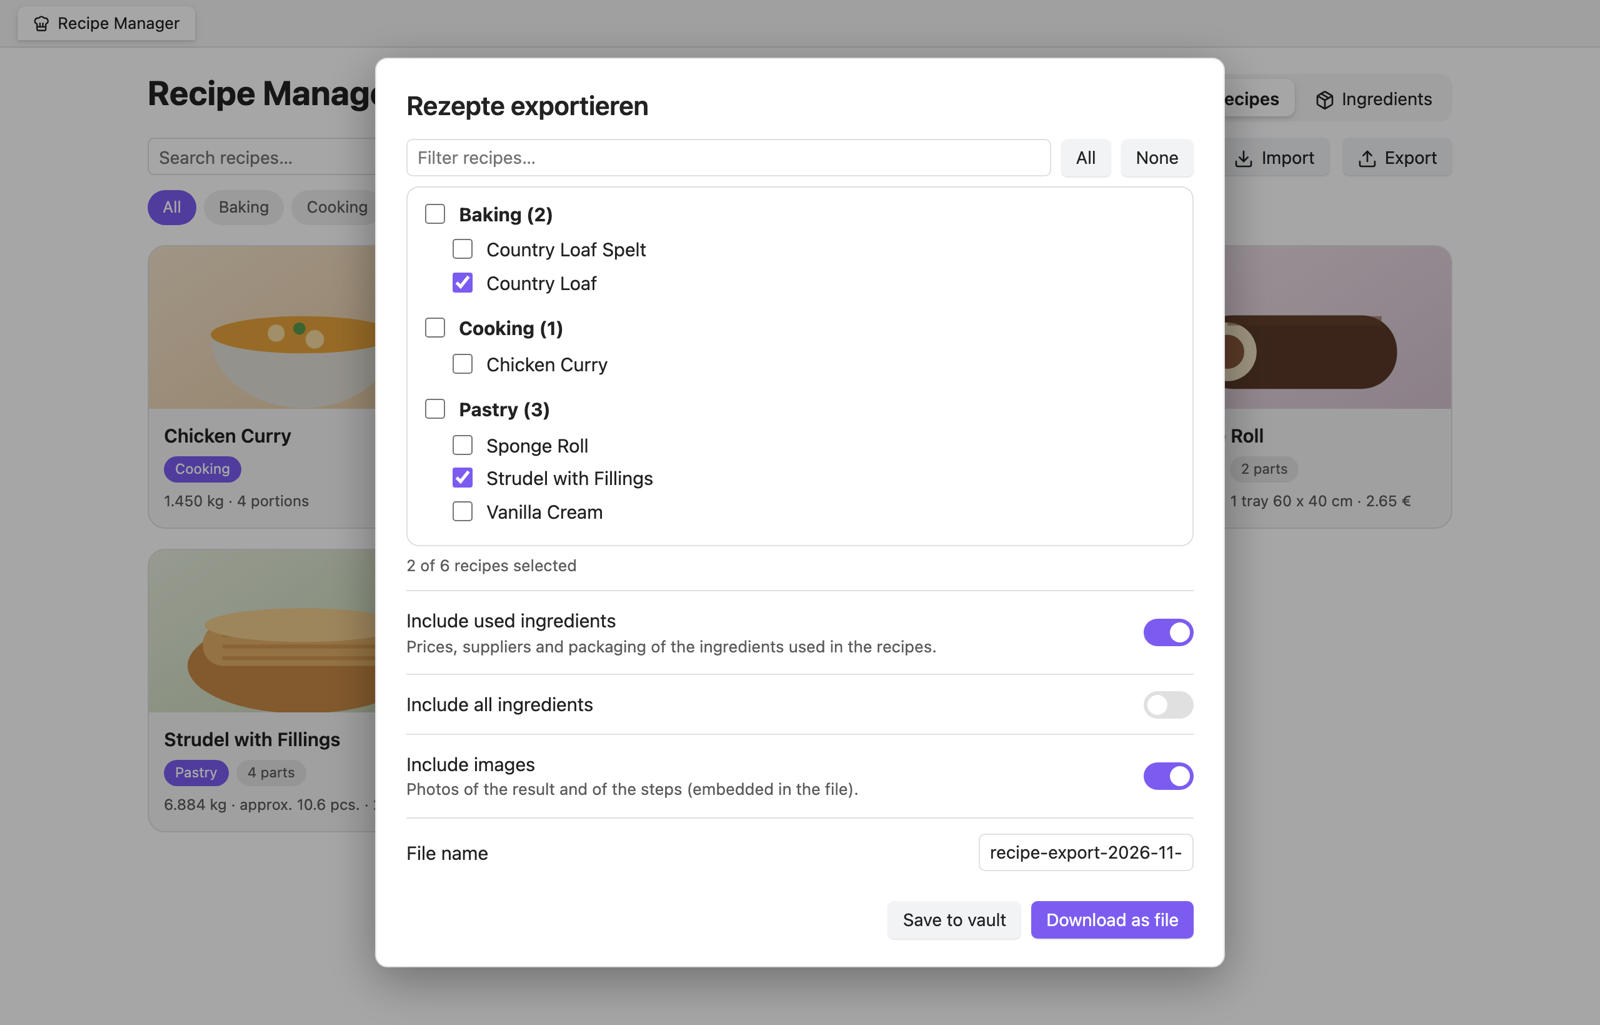 Recipe Manager
Recipe Manage
Recipes
Ingredients
Search recipes...
Import
Export
All
Baking
Cooking
Rezepte exportieren
Filter recipes...
All
None
Baking (2)
Country Loaf Spelt
Country Loaf
Cooking (1)
Chicken Curry
Pastry (3)
Sponge Roll
Strudel with Fillings
Vanilla Cream
2 of 6 recipes selected
Include used ingredients
Prices, suppliers and packaging of the ingredients used in the recipes.
Include all ingredients
Include images
Photos of the result and of the steps (embedded in the file).
File name
recipe-export-2026-11-
Save to vault
Download as file
Chicken Curry
Cooking
1.450 kg · 4 portions
Roll
2 parts
1 tray 60 x 40 cm · 2.65 €
Strudel with Fillings
Pastry
4 parts
6.884 kg · approx. 10.6 pcs. ·